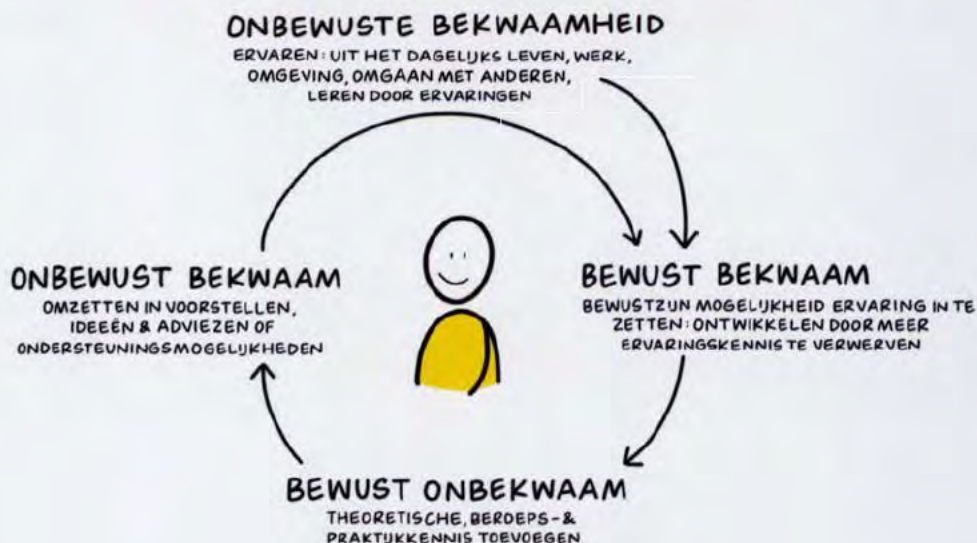 ONBEWUSTE BEKWAAMHEID
ERVAREN: UIT HET DAGELIJKS LEVEN, WERK,
OMGEVING, OMGAAN MET ANDEREN,
LEREN DOOR ERVARINGEN
ONBEWUST BEKWAAM
OMZETTEN IN VOORSTELLEN,
IDEEËN & ADVIEZEN OF
ONDERSTEUNINGSMOGELIJKHEDEN
BEWUST BEKWAAM
BEWUSTZIJN MOGELIJKHEID ERVARING IN TE
ZETTEN: ONTWIKKELEN DOOR MEER
ERVARINGSKENNIS TE VERWERVEN
BEWUST ONBEKWAAM
THEORETISCHE, BEROEPS- &
PRAKTIJKKENNIS TOEVOEGEN